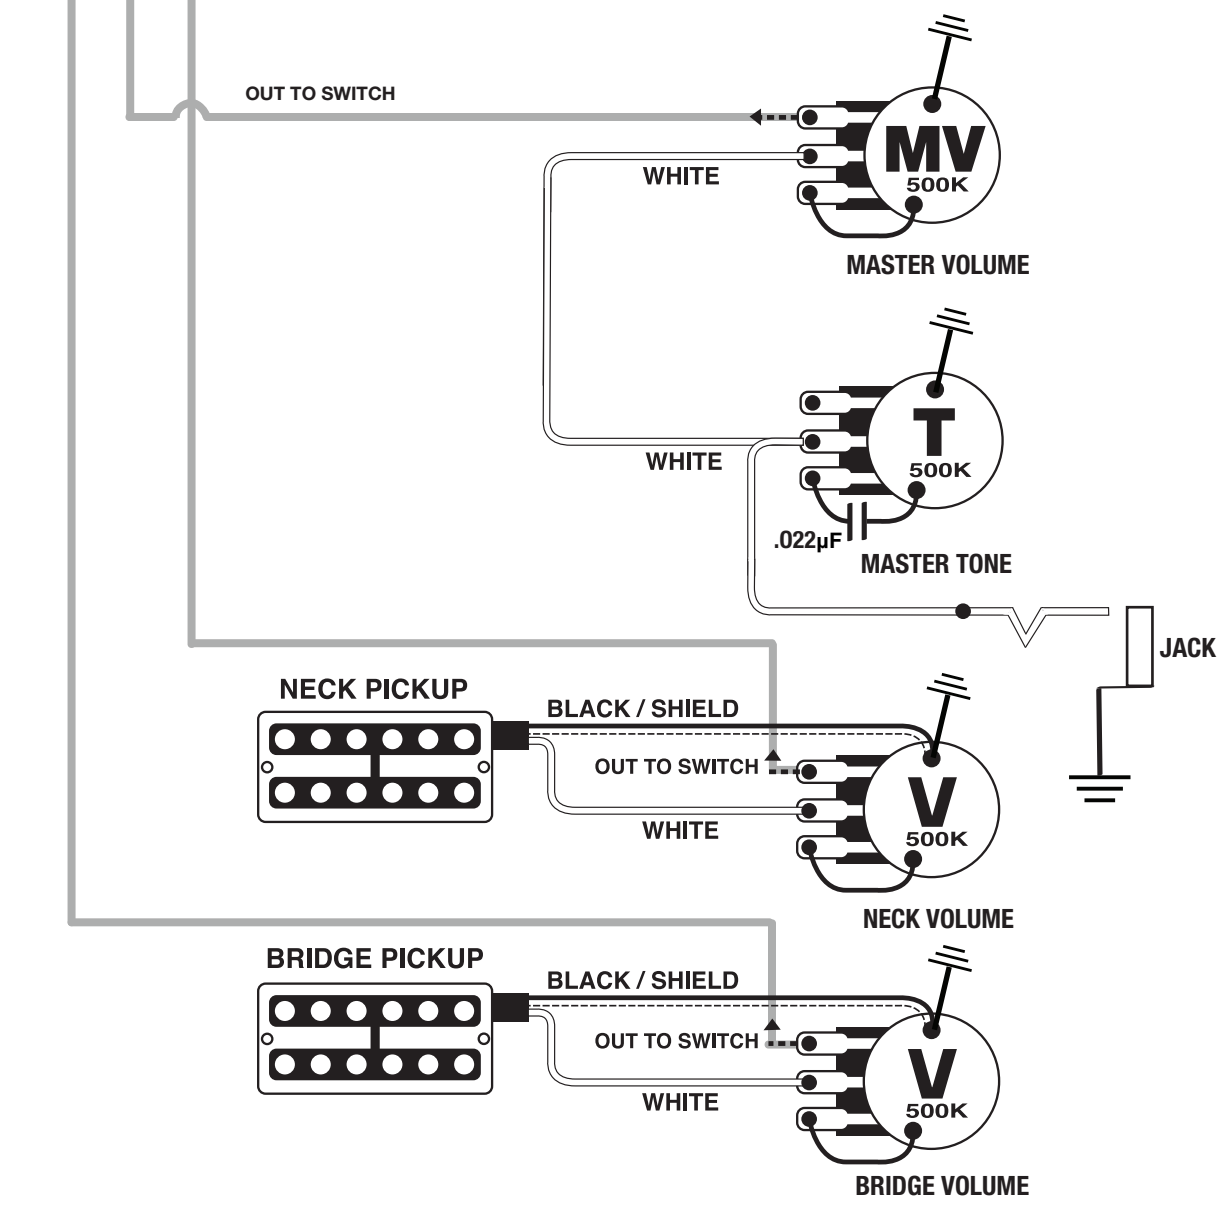 OUT TO SWITCH
MV
500K
WHITE
MASTER VOLUME
T
500K
WHITE
.022µF
MASTER TONE
JACK
NECK PICKUP
BLACK / SHIELD
OUT TO SWITCH
V
500K
WHITE
NECK VOLUME
BRIDGE PICKUP
BLACK / SHIELD
OUT TO SWITCH
V
500K
WHITE
BRIDGE VOLUME